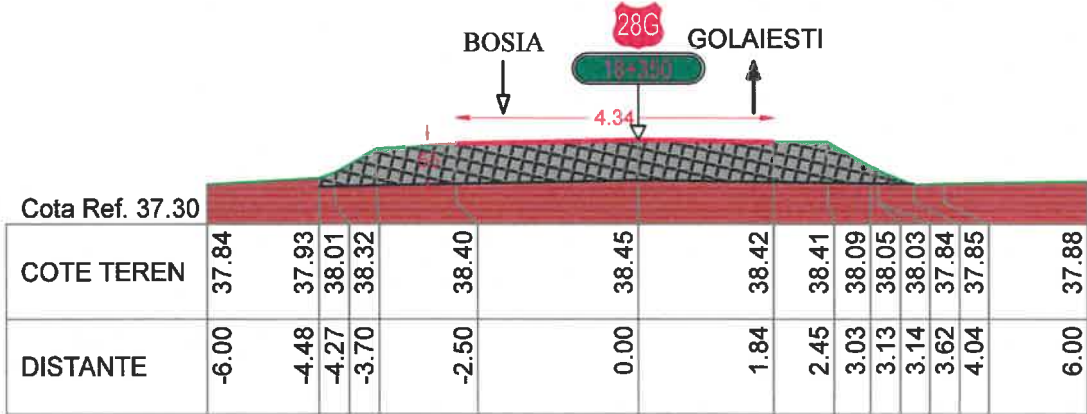 28G
BOSIA
GOLAIESTI
18+350
4.34
Cota Ref. 37.30
COTE TEREN 37.84 37.93 38.01 38.32 38.40 38.45 38.42 38.41 38.09 38.05 38.03 37.84 37.85 37.88
DISTANTE -6.00 -4.48 -4.27 -3.70 -2.50 0.00 1.84 2.45 3.03 3.13 3.14 3.62 4.04 6.00